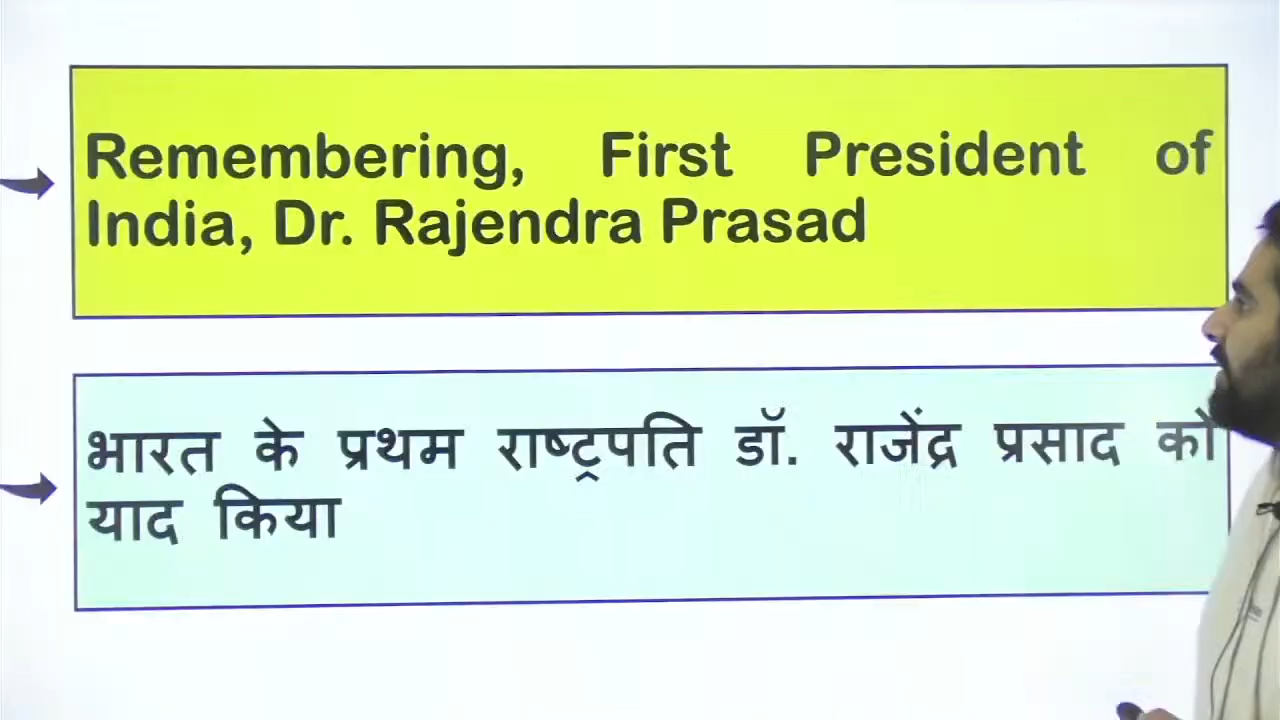 Remembering, First President of
India, Dr. Rajendra Prasad
भारत के प्रथम राष्ट्रपति डॉ. राजेंद्र प्रसाद को
याद किया